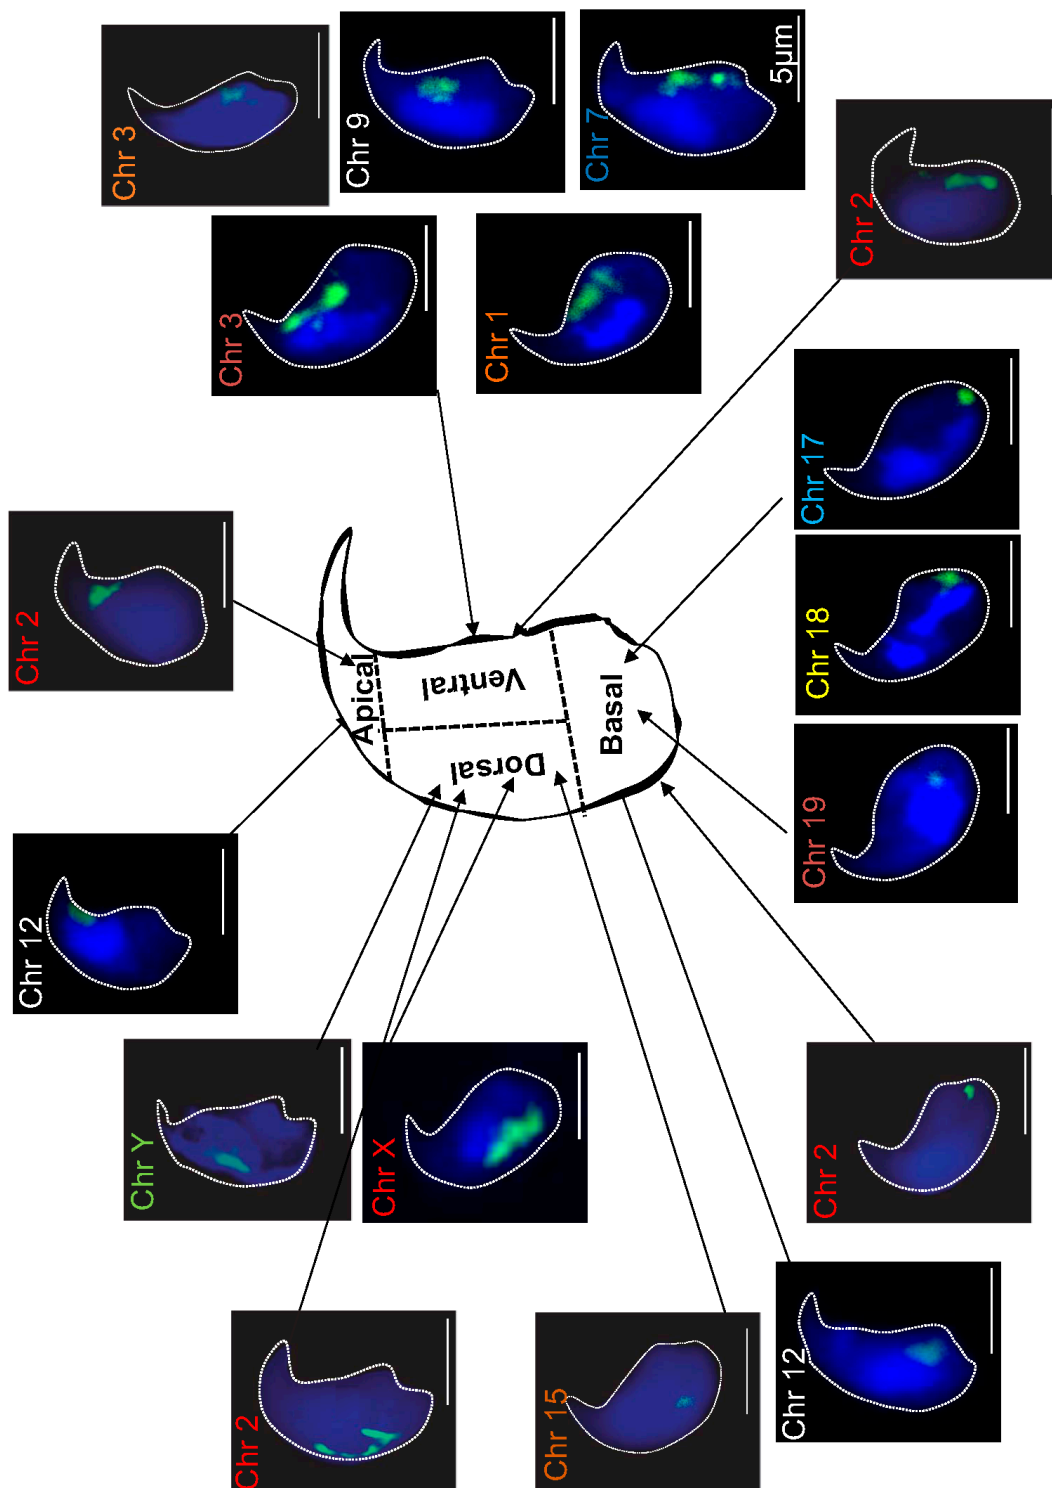 Chr 3
Chr 9
Chr 7
5µm
Chr 3
Chr 1
Chr 2
Chr 2
Chr 17
Chr 18
Chr 19
Apical
Ventral
Dorsal
Basal
Chr 12
Chr Y
Chr X
Chr 2
Chr 2
Chr 15
Chr 12